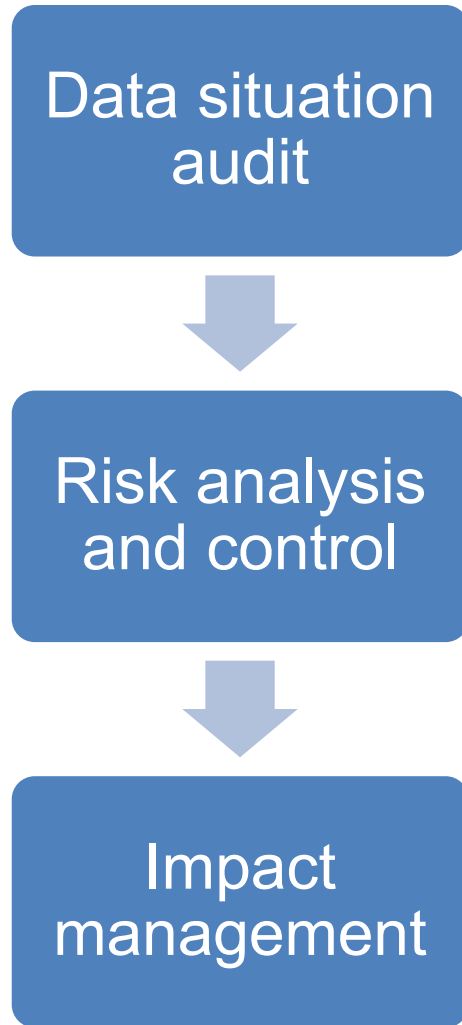 Data situation
audit
Risk analysis
and control
Impact
management